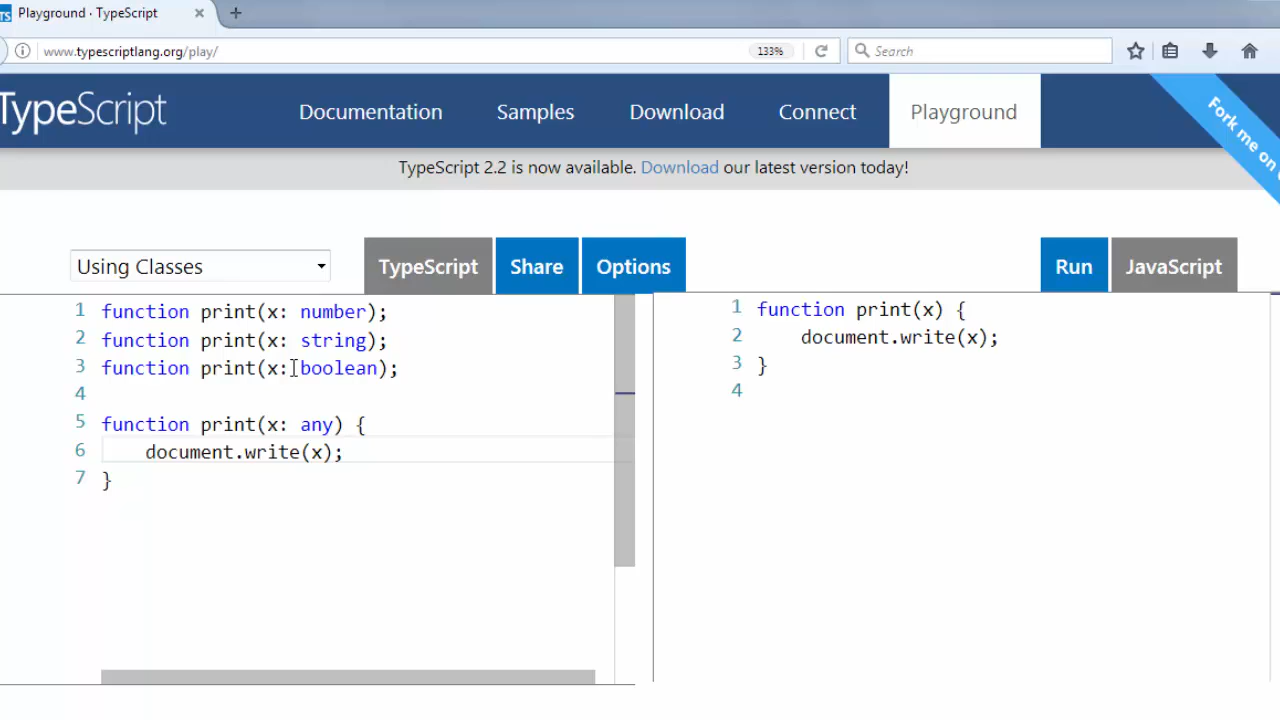 Playground · TypeScript
www.typescriptlang.org/play/
133%
Search
TypeScript
Documentation
Samples
Download
Connect
Playground
Fork me on
TypeScript 2.2 is now available. Download our latest version today!
Using Classes
TypeScript
Share
Options
Run
JavaScript
1 function print(x: number);
2 function print(x: string);
3 function print(x: boolean);
4
5 function print(x: any) {
6 document.write(x);
7 }
1 function print(x) {
2 document.write(x);
3 }
4